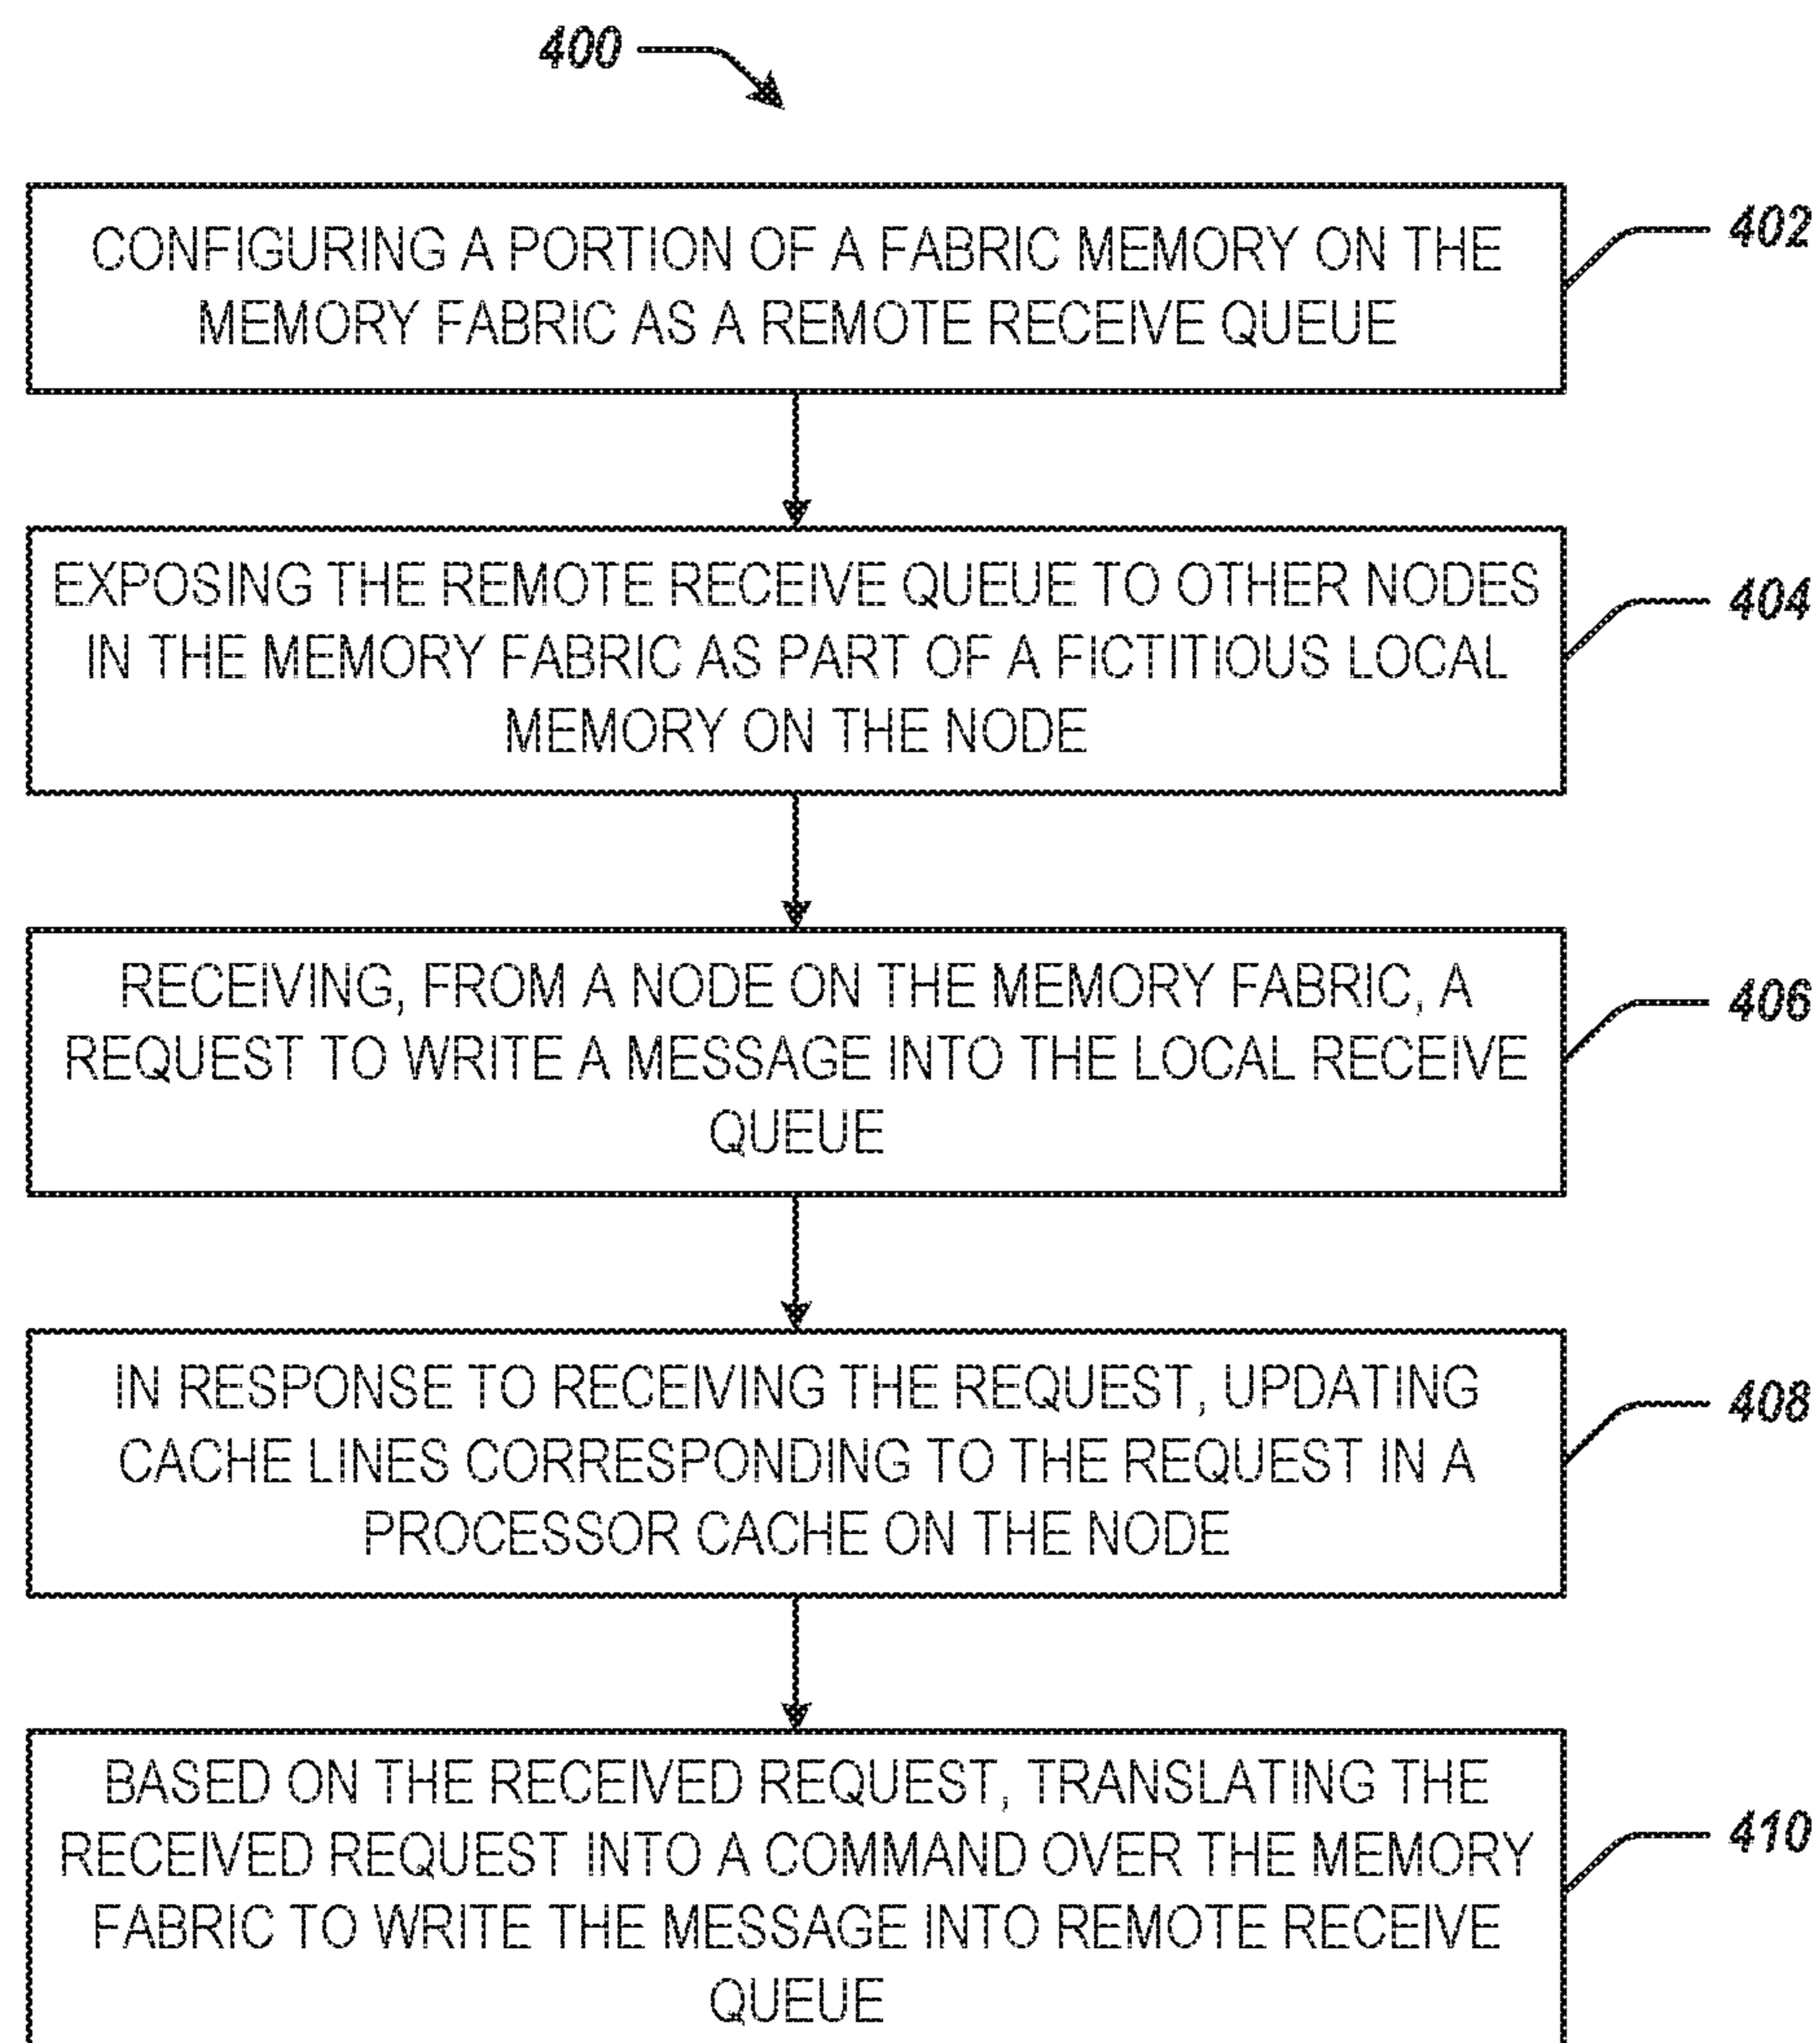 400
CONFIGURING A PORTION OF A FABRIC MEMORY ON THE
MEMORY FABRIC AS A REMOTE RECEIVE QUEUE
402
EXPOSING THE REMOTE RECEIVE QUEUE TO OTHER NODES
IN THE MEMORY FABRIC AS PART OF A FICTITIOUS LOCAL
MEMORY ON THE NODE
404
RECEIVING, FROM A NODE ON THE MEMORY FABRIC, A
REQUEST TO WRITE A MESSAGE INTO THE LOCAL RECEIVE
QUEUE
406
IN RESPONSE TO RECEIVING THE REQUEST, UPDATING
CACHE LINES CORRESPONDING TO THE REQUEST IN A
PROCESSOR CACHE ON THE NODE
408
BASED ON THE RECEIVED REQUEST, TRANSLATING THE
RECEIVED REQUEST INTO A COMMAND OVER THE MEMORY
FABRIC TO WRITE THE MESSAGE INTO REMOTE RECEIVE
QUEUE
410